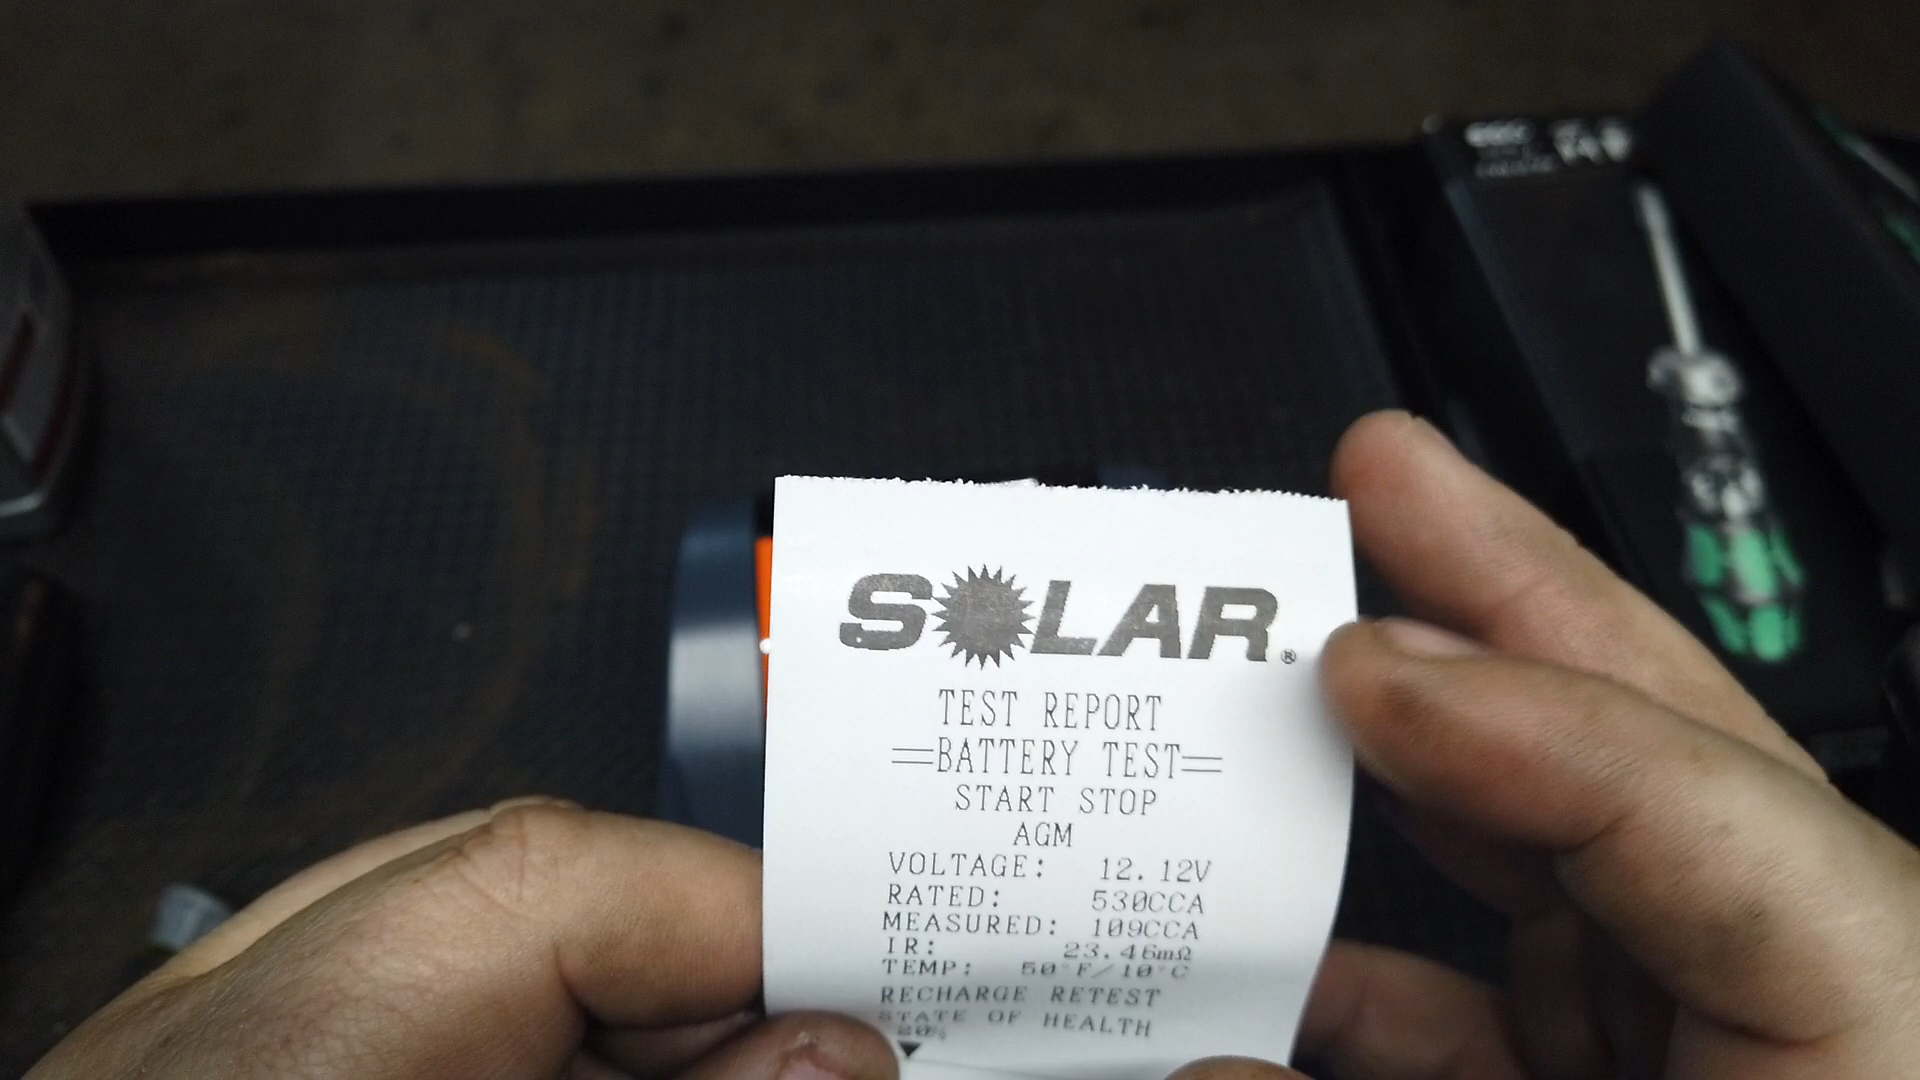 SOLAR®
TEST REPORT
=BATTERY TEST=
START STOP
AGM
VOLTAGE: 12.12V
RATED: 530CCA
MEASURED: 109CCA
IR: 23.46mΩ
TEMP: 50°F/10°C
RECHARGE RETEST
STATE OF HEALTH
20%